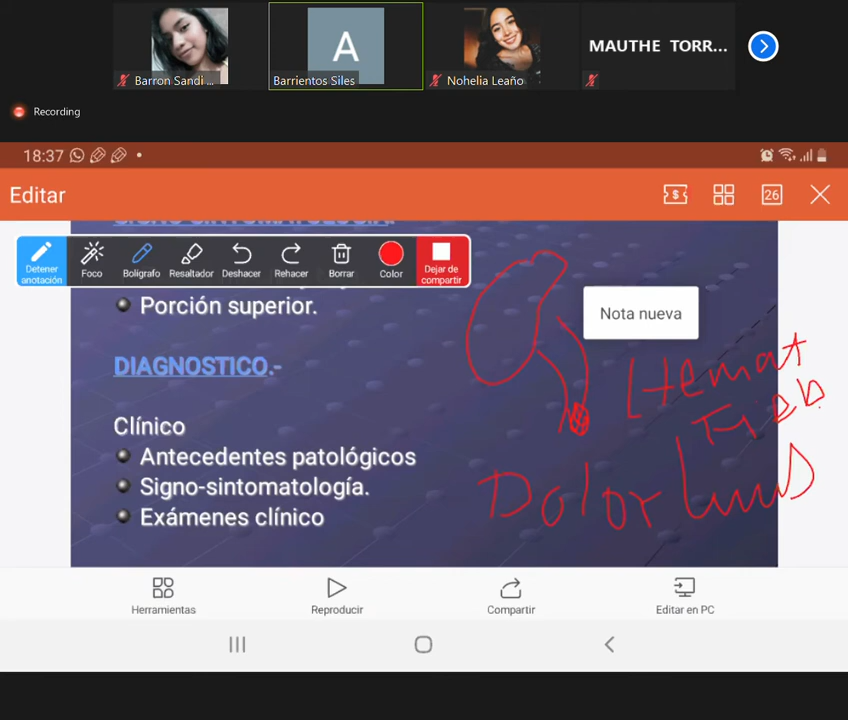 MAUTHE TORR...
Barron Sandi ...
Barrientos Siles
Nohelia Leaño
A
Recording
18:37
Editar
26
Detener anotación
Foco
Bolígrafo
Resaltador
Deshacer
Rehacer
Borrar
Color
Dejar de compartir
Nota nueva
Porción superior.
DIAGNOSTICO.-
Clínico
Antecedentes patológicos
Signo-sintomatología.
Exámenes clínico
Hemat
Dolor
Herramientas
Reproducir
Compartir
Editar en PC